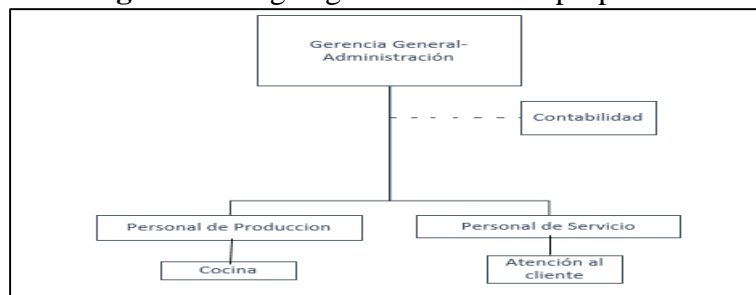 Gerencia General-
Administración
Contabilidad
Personal de Produccion
Personal de Servicio
Cocina
Atención al
cliente